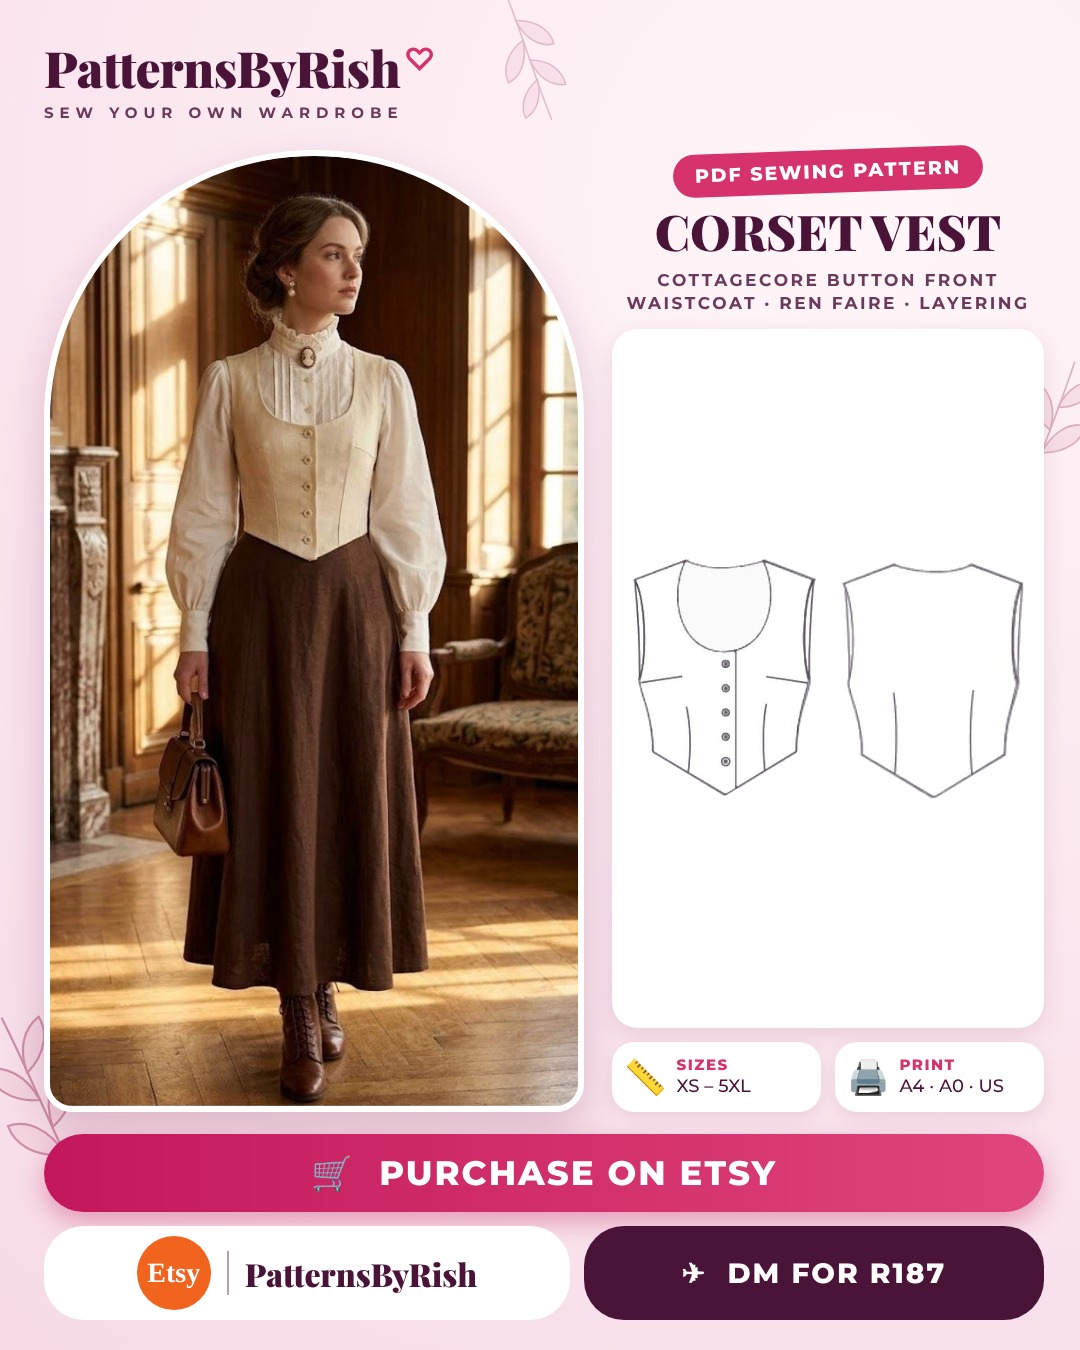 PatternsByRish
SEW YOUR OWN WARDROBE
PDF SEWING PATTERN
CORSET VEST
COTTAGECORE BUTTON FRONT
WAISTCOAT · REN FAIRE · LAYERING
SIZES
XS – 5XL
PRINT
A4 · A0 · US
PURCHASE ON ETSY
Etsy
PatternsByRish
DM FOR R187